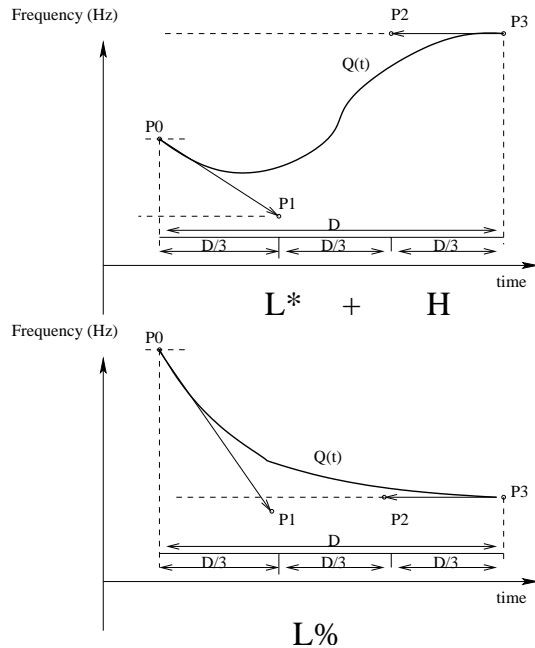 Frequency (Hz)
P2
P3
Q(t)
P0
P1
D
D/3 D/3 D/3
time
L* + H
Frequency (Hz)
P0
Q(t)
P1 P2 P3
D
D/3 D/3 D/3
time
L%